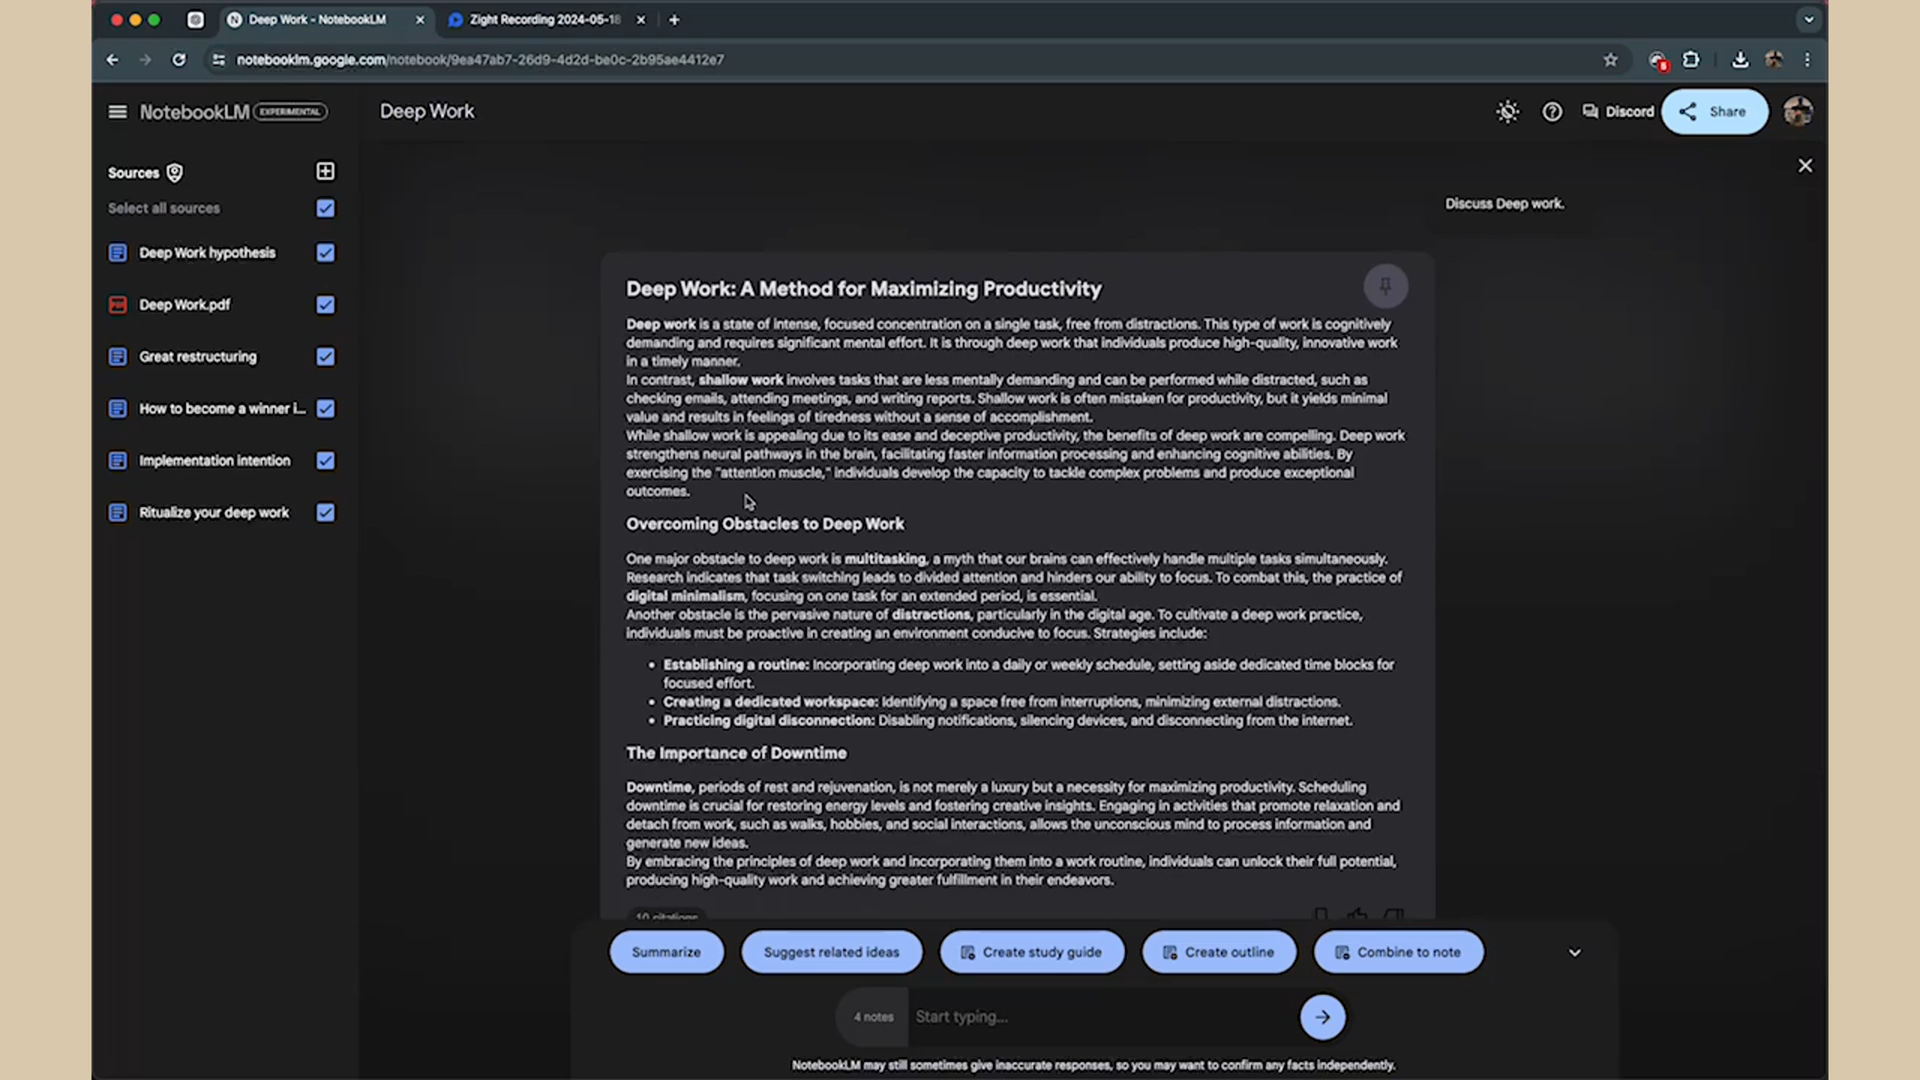 Deep Work - NotebookLM
Zight Recording 2024-05-18
notebooklm.google.com/notebook/9ea47ab7-26d9-4d2d-be0c-2b95ae4412e7
NotebookLM EXPERIMENTAL
Deep Work
Discord
Share
Sources
Select all sources
Deep Work hypothesis
Deep Work.pdf
Great restructuring
How to become a winner i...
Implementation intention
Ritualize your deep work
Discuss Deep work.
Deep Work: A Method for Maximizing Productivity
Deep work is a state of intense, focused concentration on a single task, free from distractions. This type of work is cognitively
demanding and requires significant mental effort. It is through deep work that individuals produce high-quality, innovative work
in a timely manner.
In contrast, shallow work involves tasks that are less mentally demanding and can be performed while distracted, such as
checking emails, attending meetings, and writing reports. Shallow work is often mistaken for productivity, but it yields minimal
value and results in feelings of tiredness without a sense of accomplishment.
While shallow work is appealing due to its ease and deceptive productivity, the benefits of deep work are compelling. Deep work
strengthens neural pathways in the brain, facilitating faster information processing and enhancing cognitive abilities. By
exercising the "attention muscle," individuals develop the capacity to tackle complex problems and produce exceptional
outcomes.
Overcoming Obstacles to Deep Work
One major obstacle to deep work is multitasking, a myth that our brains can effectively handle multiple tasks simultaneously.
Research indicates that task switching leads to divided attention and hinders our ability to focus. To combat this, the practice of
digital minimalism, focusing on one task for an extended period, is essential.
Another obstacle is the pervasive nature of distractions, particularly in the digital age. To cultivate a deep work practice,
individuals must be proactive in creating an environment conducive to focus. Strategies include:
• Establishing a routine: Incorporating deep work into a daily or weekly schedule, setting aside dedicated time blocks for
focused effort.
• Creating a dedicated workspace: Identifying a space free from interruptions, minimizing external distractions.
• Practicing digital disconnection: Disabling notifications, silencing devices, and disconnecting from the internet.
The Importance of Downtime
Downtime, periods of rest and rejuvenation, is not merely a luxury but a necessity for maximizing productivity. Scheduling
downtime is crucial for restoring energy levels and fostering creative insights. Engaging in activities that promote relaxation and
detach from work, such as walks, hobbies, and social interactions, allows the unconscious mind to process information and
generate new ideas.
By embracing the principles of deep work and incorporating them into a work routine, individuals can unlock their full potential,
producing high-quality work and achieving greater fulfillment in their endeavors.
10 citations
Summarize
Suggest related ideas
Create study guide
Create outline
Combine to note
4 notes
Start typing...
NotebookLM may still sometimes give inaccurate responses, so you may want to confirm any facts independently.